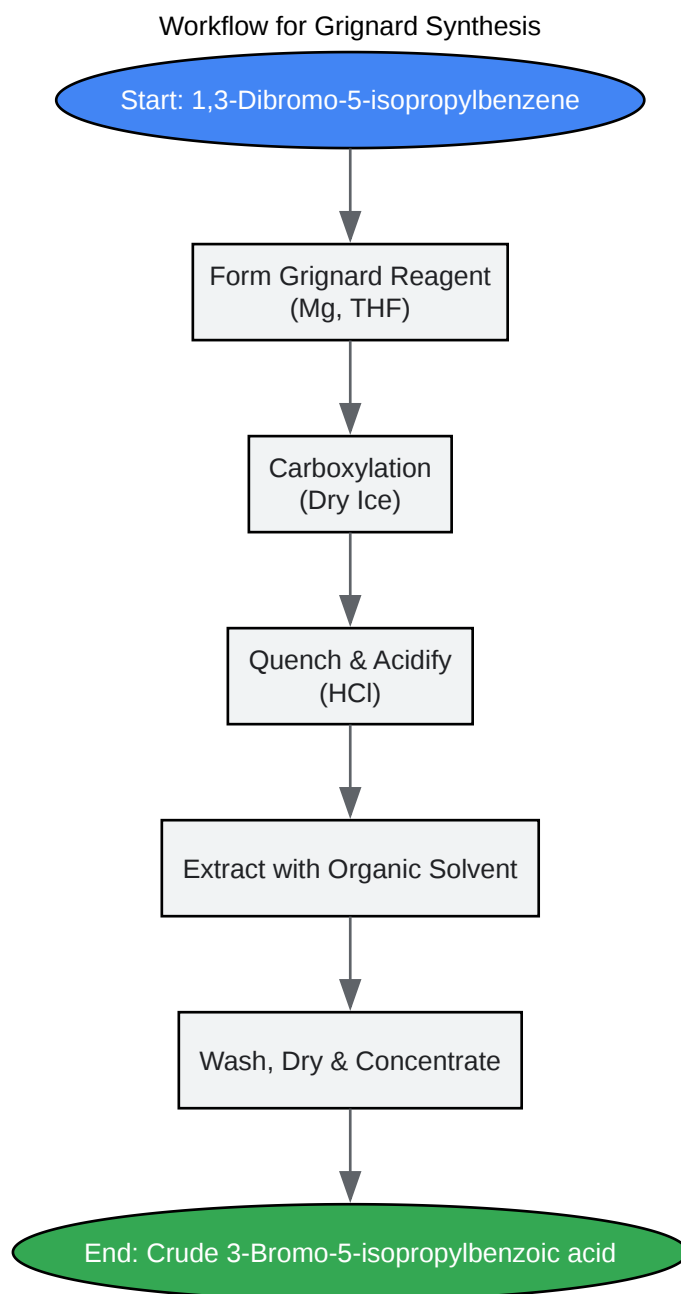 Workflow for Grignard Synthesis
Start: 1,3-Dibromo-5-isopropylbenzene
Form Grignard Reagent
(Mg, THF)
Carboxylation
(Dry Ice)
Quench & Acidify
(HCl)
Extract with Organic Solvent
Wash, Dry & Concentrate
End: Crude 3-Bromo-5-isopropylbenzoic acid